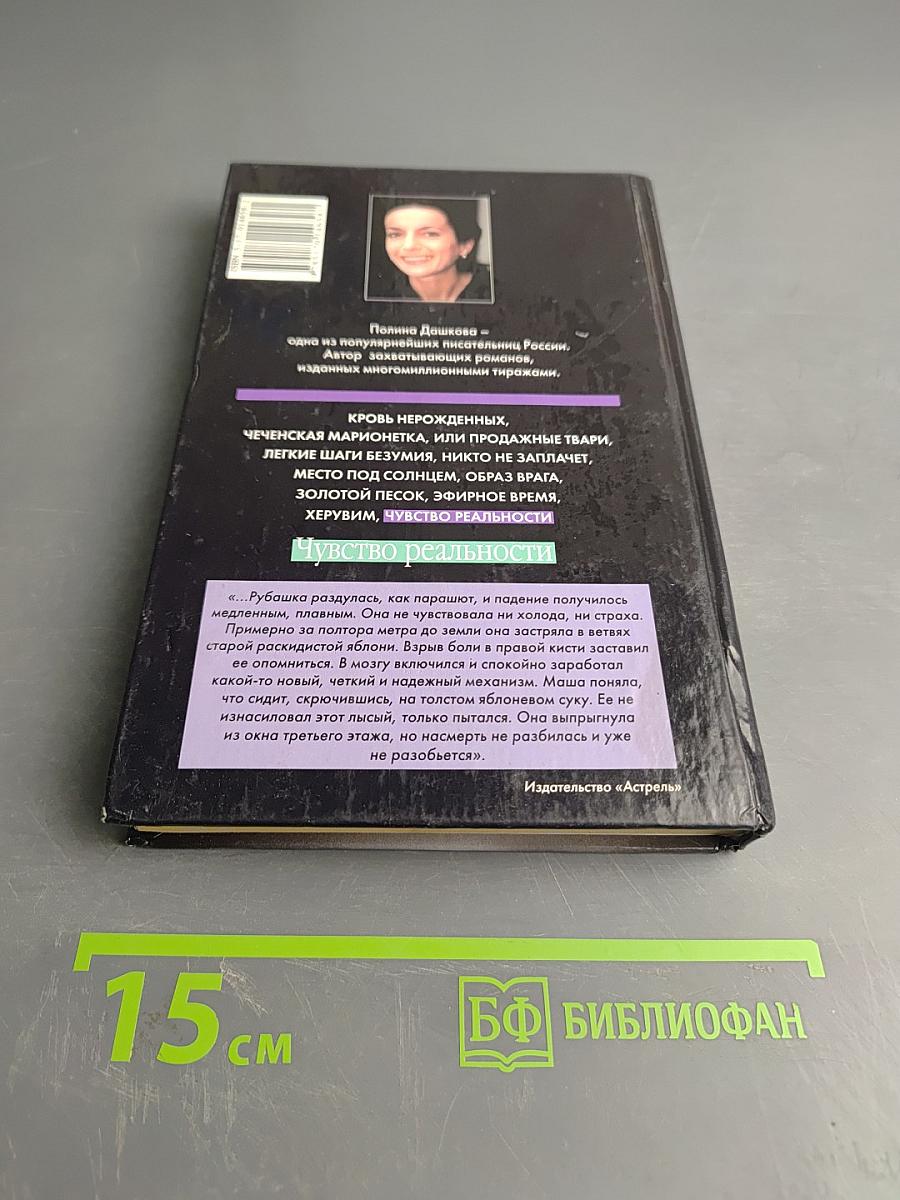 Полина Дашкова –
одна из популярнейших писательниц России.
Автор захватывающих романов,
изданных многомиллионными тиражами.
КРОВЬ НЕРОЖДЕННЫХ,
ЧЕЧЕНСКАЯ МАРИОНЕТКА, ИЛИ ПРОДАЖНЫЕ ТВАРИ,
ЛЕГКИЕ ШАГИ БЕЗУМИЯ, НИКТО НЕ ЗАПЛАЧЕТ,
МЕСТО ПОД СОЛНЦЕМ, ОБРАЗ ВРАГА,
ЗОЛОТОЙ ПЕСОК, ЭФИРНОЕ ВРЕМЯ,
ХЕРУВИМ, ЧУВСТВО РЕАЛЬНОСТИ
Чувство реальности
«...Рубашка раздулась, как парашют, и падение получилось
медленным, плавным. Она не чувствовала ни холода, ни страха.
Примерно за полтора метра до земли она застряла в ветвях
старой раскидистой яблони. Взрыв боли в правой кисти заставил
ее опомниться. В мозгу включился и спокойно заработал
какой-то новый, четкий и надежный механизм. Маша поняла,
что сидит, скрючившись, на толстом яблоневом суку. Ее не
изнасиловал этот лысый, только пытался. Она выпрыгнула
из окна третьего этажа, но насмерть не разбилась и уже
не разобьется».
Издательство «Астрель»
15 см
БФ БИБЛИОФАН